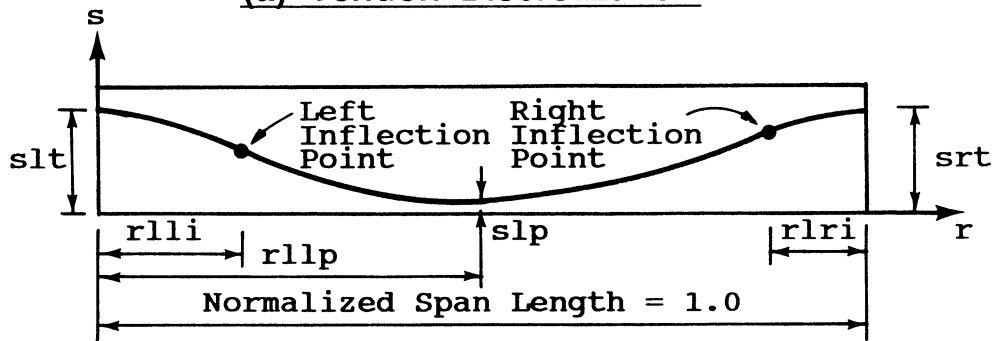 s
Left Inflection Point
Right Inflection Point
slt
srt
rlli
slp
rlri
r
rllp
Normalized Span Length = 1.0